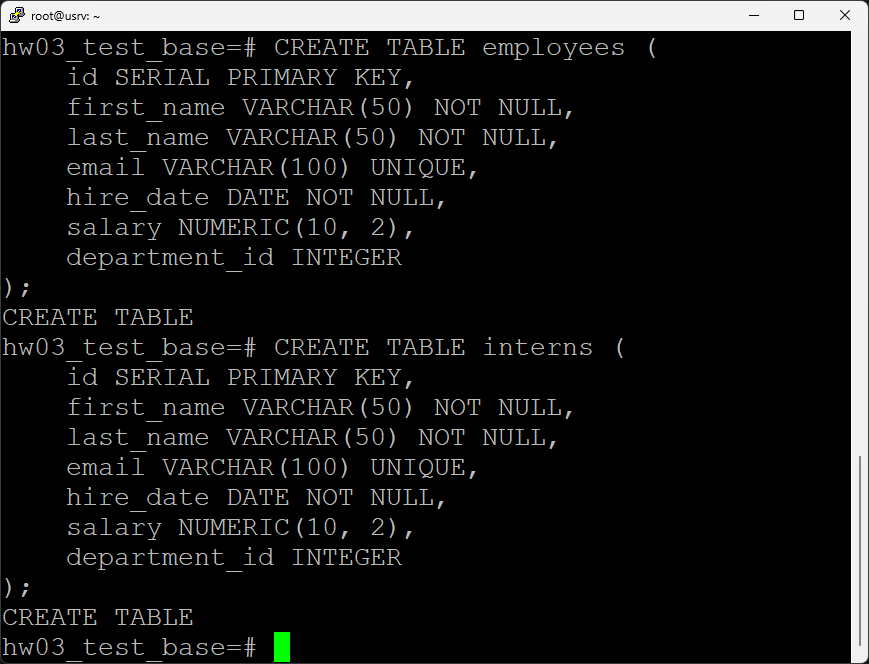 root@usrv: ~
hw03_test_base=# CREATE TABLE employees (
    id SERIAL PRIMARY KEY,
    first_name VARCHAR(50) NOT NULL,
    last_name VARCHAR(50) NOT NULL,
    email VARCHAR(100) UNIQUE,
    hire_date DATE NOT NULL,
    salary NUMERIC(10, 2),
    department_id INTEGER
);
CREATE TABLE
hw03_test_base=# CREATE TABLE interns (
    id SERIAL PRIMARY KEY,
    first_name VARCHAR(50) NOT NULL,
    last_name VARCHAR(50) NOT NULL,
    email VARCHAR(100) UNIQUE,
    hire_date DATE NOT NULL,
    salary NUMERIC(10, 2),
    department_id INTEGER
);
CREATE TABLE
hw03_test_base=#